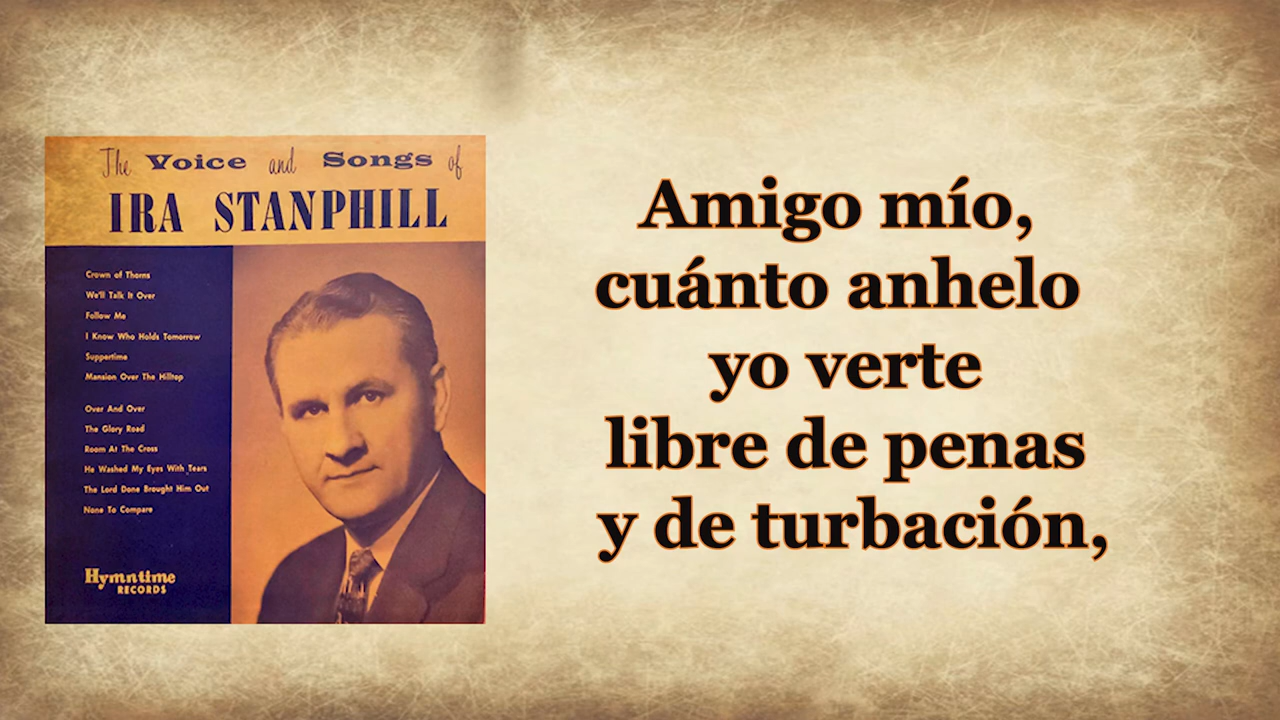 The Voice and Songs of
IRA STANPHILL
Crown of Thorns
We'll Talk It Over
Follow Me
I Know Who Holds Tomorrow
Suppertime
Mansion Over The Hilltop
Over And Over
The Glory Road
Room At The Cross
He Washed My Eyes With Tears
The Lord Done Brought Him Out
None To Compare
Hymntime
RECORDS
Amigo mío,
cuánto anhelo
yo verte
libre de penas
y de turbación,